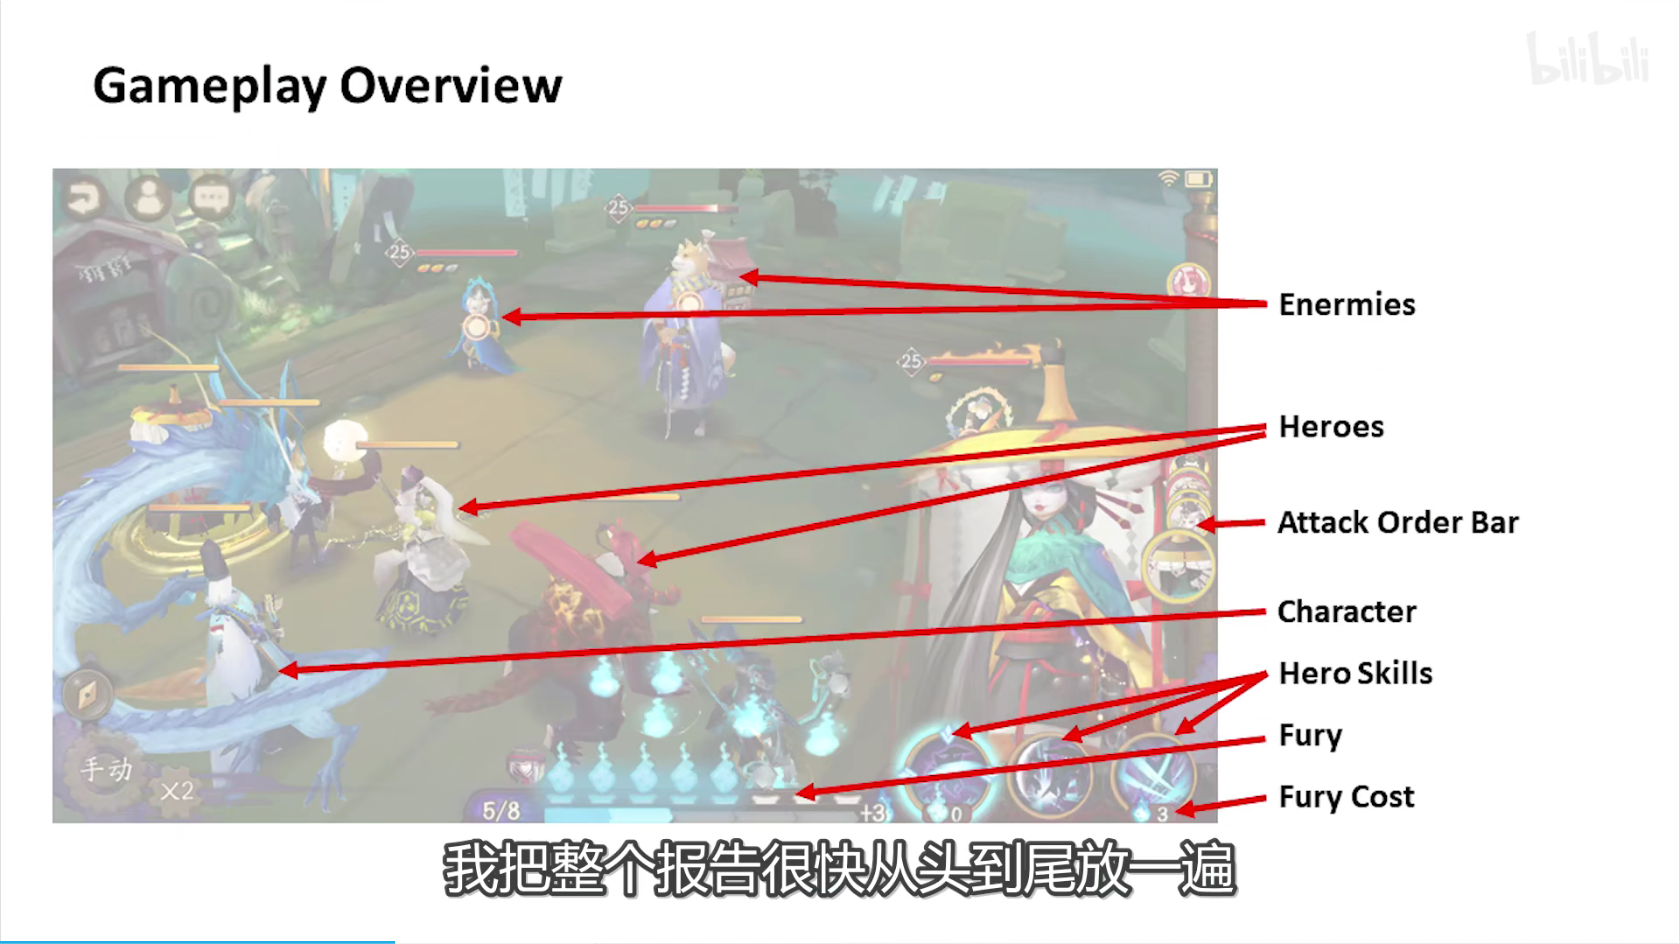 bilibili
Gameplay Overview
25
25
25
Enermies
Heroes
Attack Order Bar
Character
Hero Skills
Fury
Fury Cost
手动
X2
5/8
+3
0
3
我把整个报告很快从头到尾放一遍